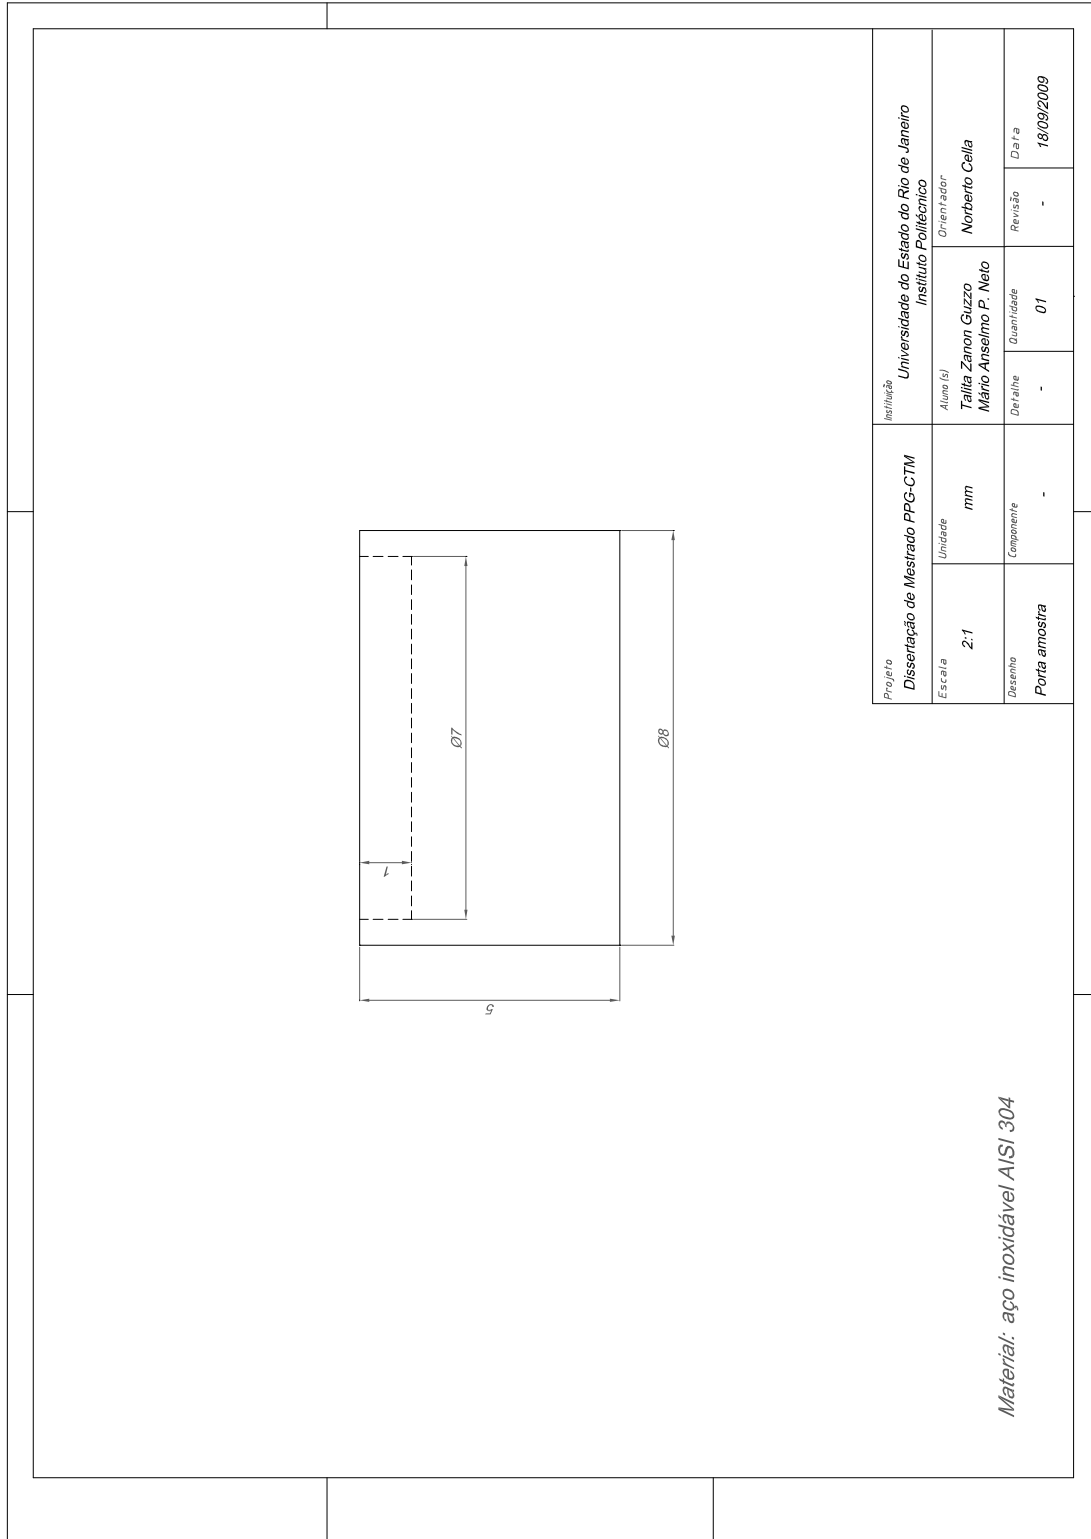 1
Ø7
Ø8
5
Material: aço inoxidável AISI 304
Projeto
Dissertação de Mestrado PPG-CTM
Instituição
Universidade do Estado do Rio de Janeiro
Instituto Politécnico
Escala
2:1
Unidade
mm
Aluno (s)
Talita Zanon Guzzo
Mário Anselmo P. Neto
Orientador
Norberto Cella
Desenho
Porta amostra
Componente
-
Detalhe
-
Quantidade
01
Revisão
-
Data
18/09/2009